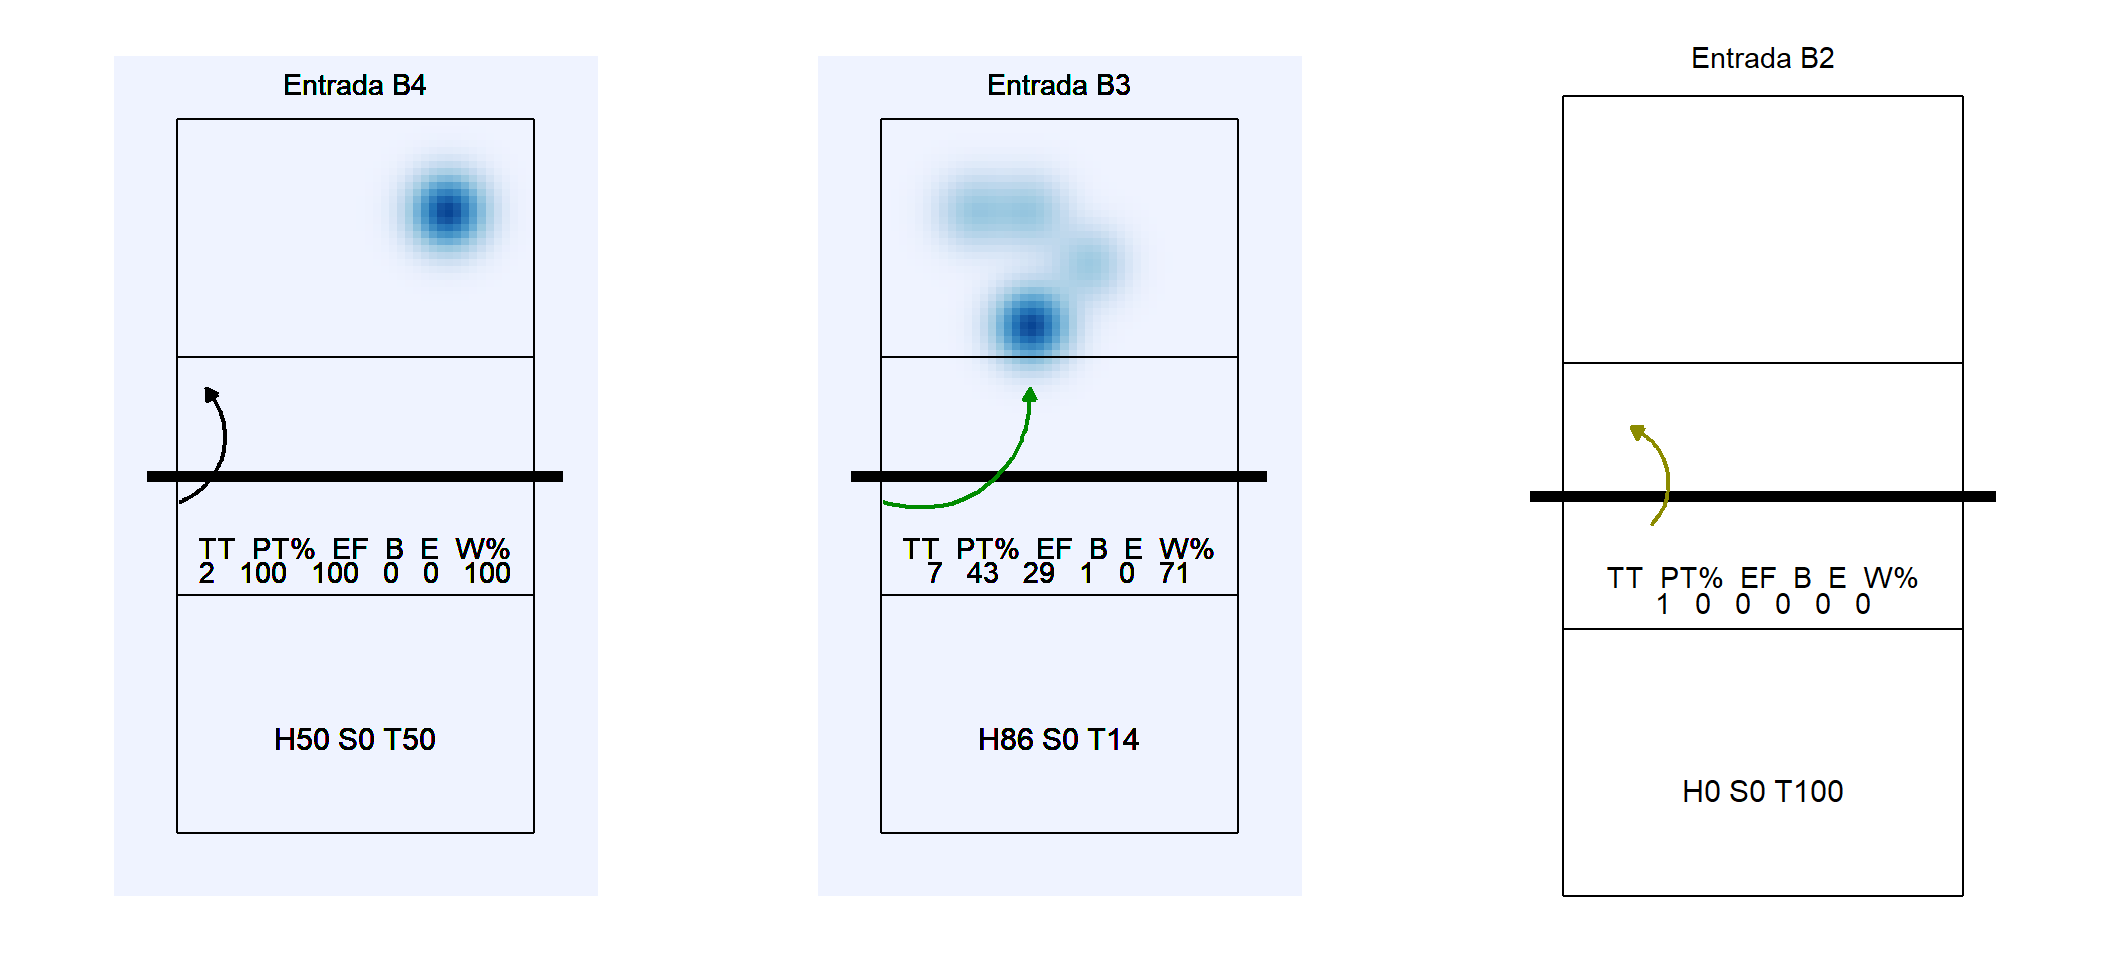 Entrada B4
TT PT% EF B E W%
2 100 100 0 0 100
H50 S0 T50
Entrada B3
TT PT% EF B E W%
7 43 29 1 0 71
H86 S0 T14
Entrada B2
TT PT% EF B E W%
1 0 0 0 0 0
H0 S0 T100